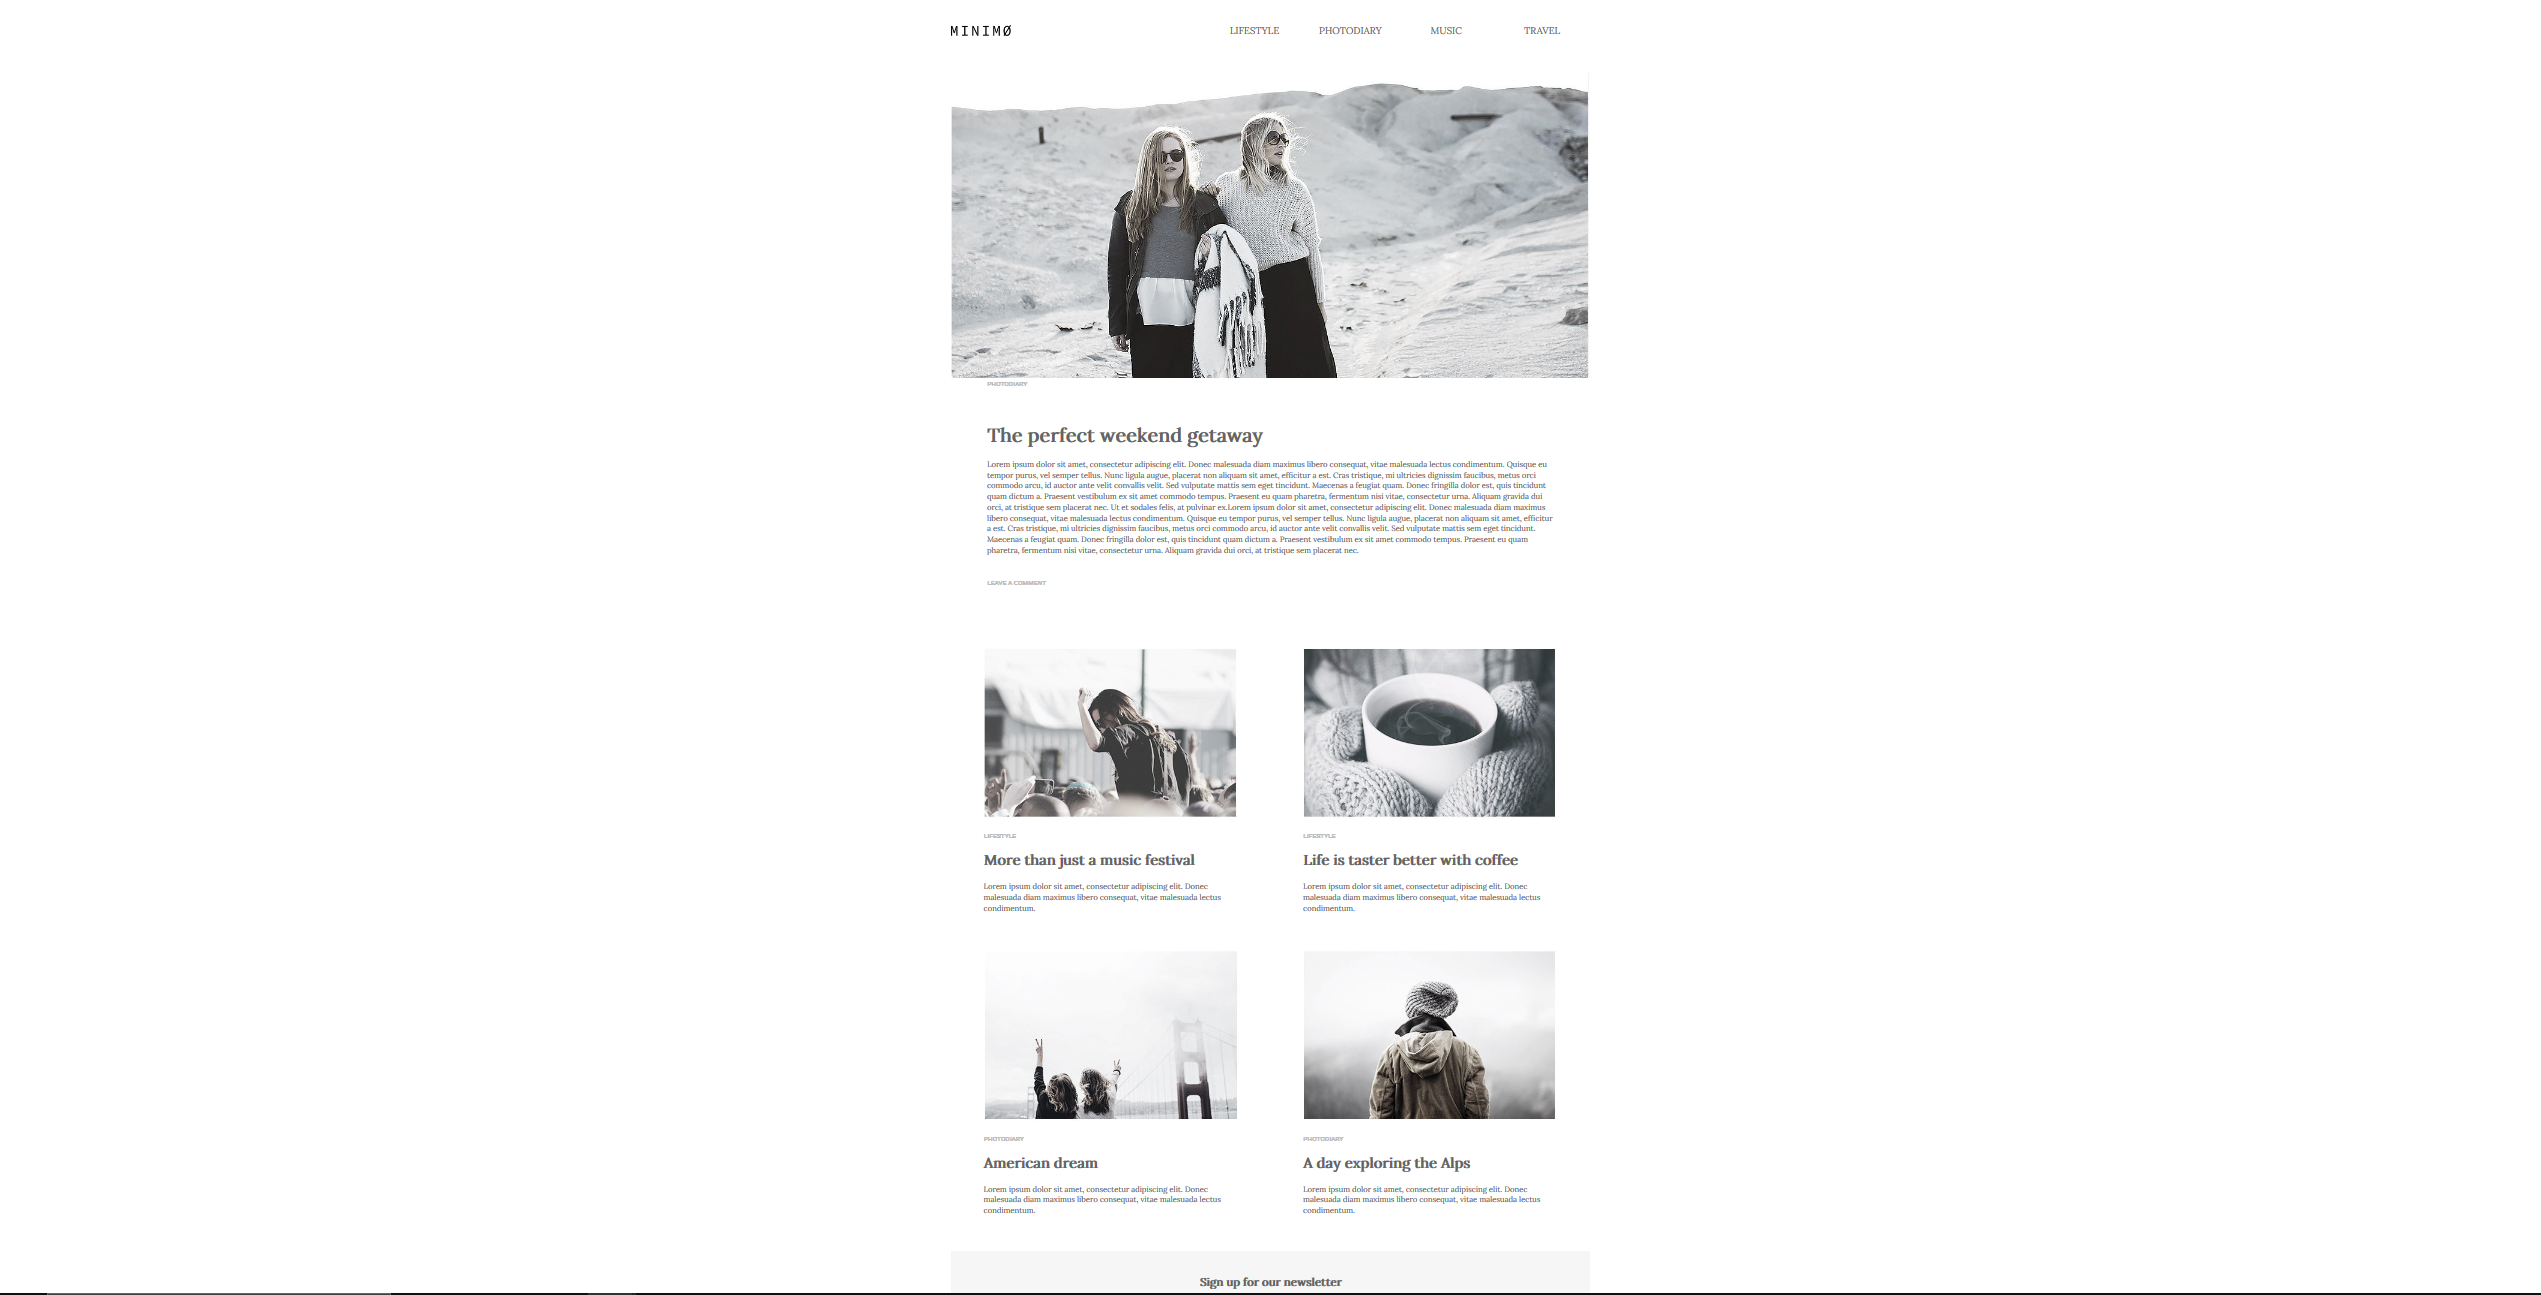 MINIMØ
LIFESTYLE PHOTODIARY MUSIC TRAVEL
PHOTODIARY
The perfect weekend getaway
Lorem ipsum dolor sit amet, consectetur adipiscing elit. Donec malesuada diam maximus libero consequat, vitae malesuada lectus condimentum. Quisque eu
tempor purus, vel semper tellus. Nunc ligula augue, placerat non aliquam sit amet, efficitur a est. Cras tristique, mi ultricies dignissim faucibus, metus orci
commodo arcu, id auctor ante velit convallis velit. Sed vulputate mattis sem eget tincidunt. Maecenas a feugiat quam. Donec fringilla dolor est, quis tincidunt
quam dictum a. Praesent vestibulum ex sit amet commodo tempus. Praesent eu quam pharetra, fermentum nisi vitae, consectetur urna. Aliquam gravida dui
orci, at tristique sem placerat nec. Ut et sodales felis, at pulvinar ex.Lorem ipsum dolor sit amet, consectetur adipiscing elit. Donec malesuada diam maximus
libero consequat, vitae malesuada lectus condimentum. Quisque eu tempor purus, vel semper tellus. Nunc ligula augue, placerat non aliquam sit amet, efficitur
a est. Cras tristique, mi ultricies dignissim faucibus, metus orci commodo arcu, id auctor ante velit convallis velit. Sed vulputate mattis sem eget tincidunt.
Maecenas a feugiat quam. Donec fringilla dolor est, quis tincidunt quam dictum a. Praesent vestibulum ex sit amet commodo tempus. Praesent eu quam
pharetra, fermentum nisi vitae, consectetur urna. Aliquam gravida dui orci, at tristique sem placerat nec.
LEAVE A COMMENT
LIFESTYLE
More than just a music festival
Lorem ipsum dolor sit amet, consectetur adipiscing elit. Donec
malesuada diam maximus libero consequat, vitae malesuada lectus
condimentum.
LIFESTYLE
Life is taster better with coffee
Lorem ipsum dolor sit amet, consectetur adipiscing elit. Donec
malesuada diam maximus libero consequat, vitae malesuada lectus
condimentum.
PHOTODIARY
American dream
Lorem ipsum dolor sit amet, consectetur adipiscing elit. Donec
malesuada diam maximus libero consequat, vitae malesuada lectus
condimentum.
PHOTODIARY
A day exploring the Alps
Lorem ipsum dolor sit amet, consectetur adipiscing elit. Donec
malesuada diam maximus libero consequat, vitae malesuada lectus
condimentum.
Sign up for our newsletter